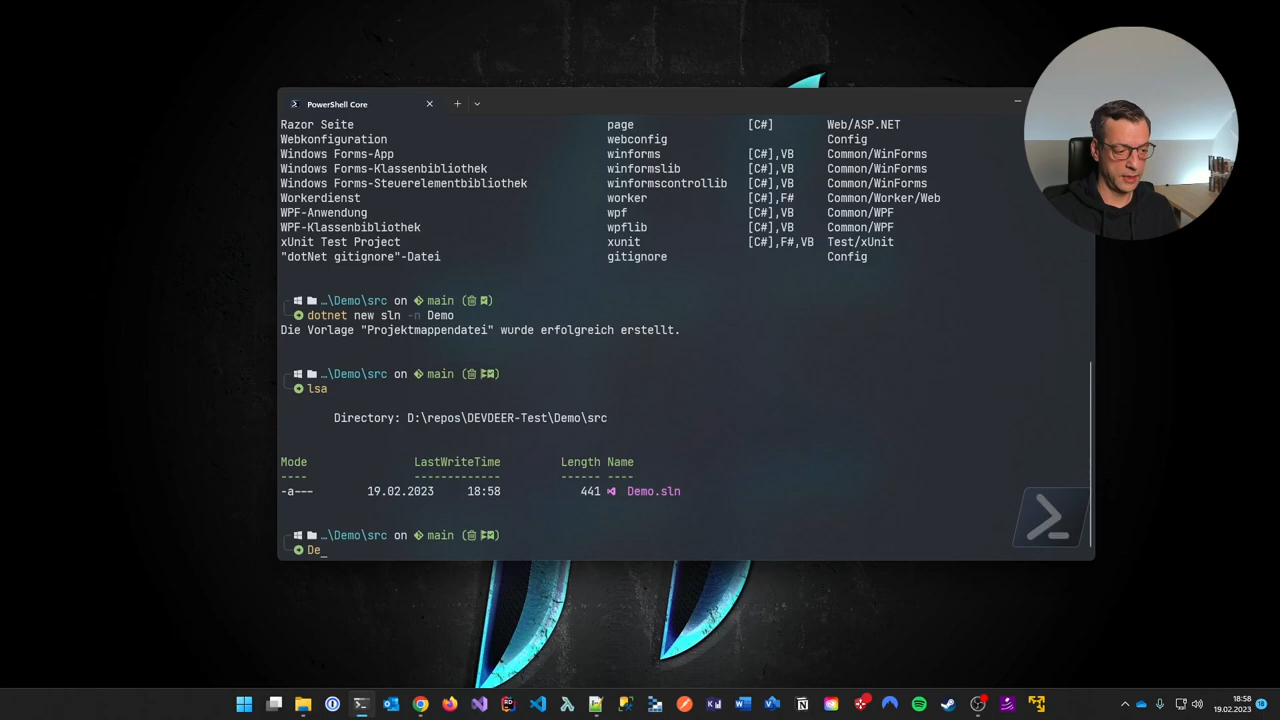 PowerShell Core
Razor Seite page [C#] Web/ASP.NET
Webkonfiguration webconfig Config
Windows Forms-App winforms [C#],VB Common/WinForms
Windows Forms-Klassenbibliothek winformslib [C#],VB Common/WinForms
Windows Forms-Steuerelementbibliothek winformscontrollib [C#],VB Common/WinForms
Workerdienst worker [C#],F# Common/Worker/Web
WPF-Anwendung wpf [C#],VB Common/WPF
WPF-Klassenbibliothek wpflib [C#],VB Common/WPF
xUnit Test Project xunit [C#],F#,VB Test/xUnit
"dotNet gitignore"-Datei gitignore Config
…\Demo\src on main
dotnet new sln -n Demo
Die Vorlage "Projektmappendatei" wurde erfolgreich erstellt.
…\Demo\src on main
lsa
Directory: D:\repos\DEVDEER-Test\Demo\src
Mode LastWriteTime Length Name
---- ------------- ------ ----
-a--- 19.02.2023 18:58 441 Demo.sln
…\Demo\src on main
De_
18:58
19.02.2023